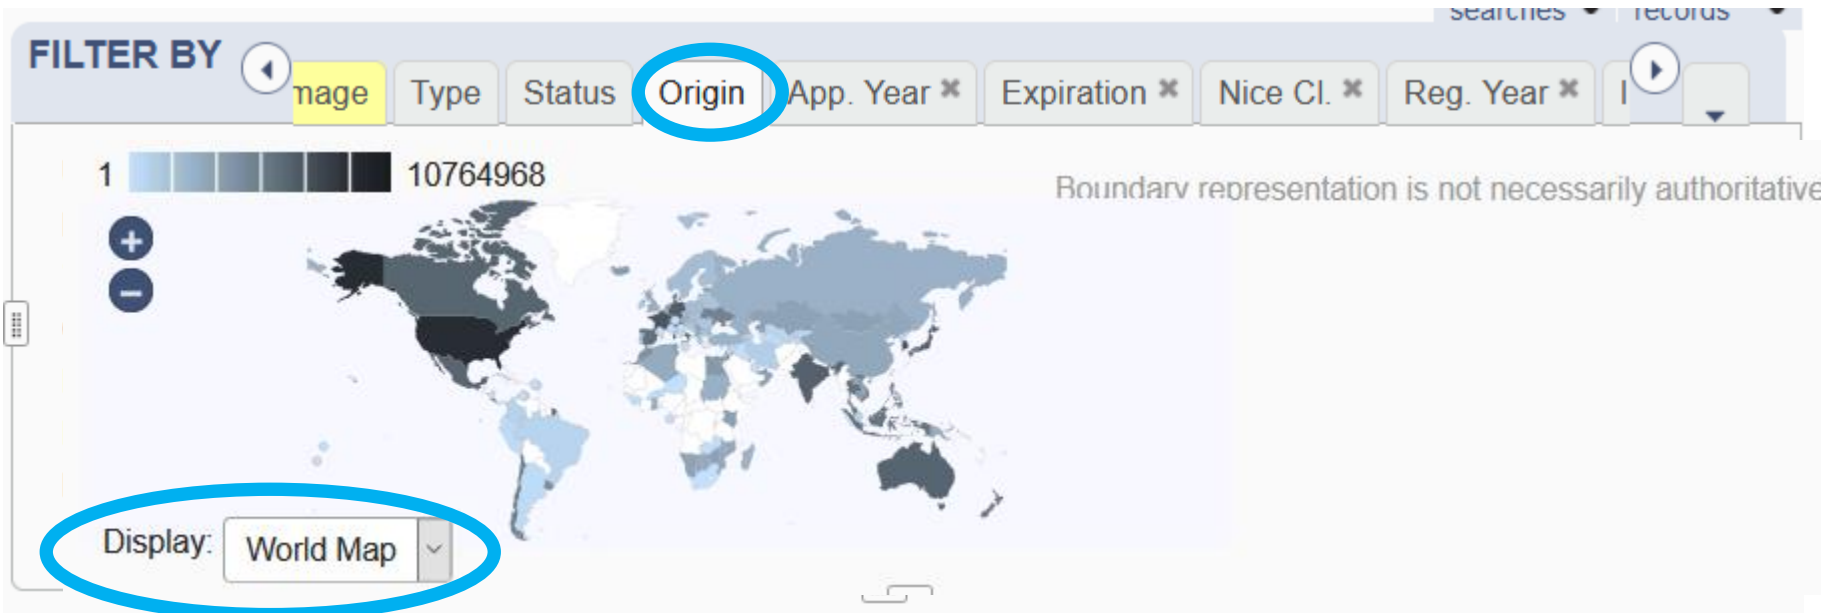 searches records
FILTER BY
mage Type Status Origin App. Year ✖ Expiration ✖ Nice Cl. ✖ Reg. Year ✖
1 10764968
Boundary representation is not necessarily authoritative
+
−
Display: World Map